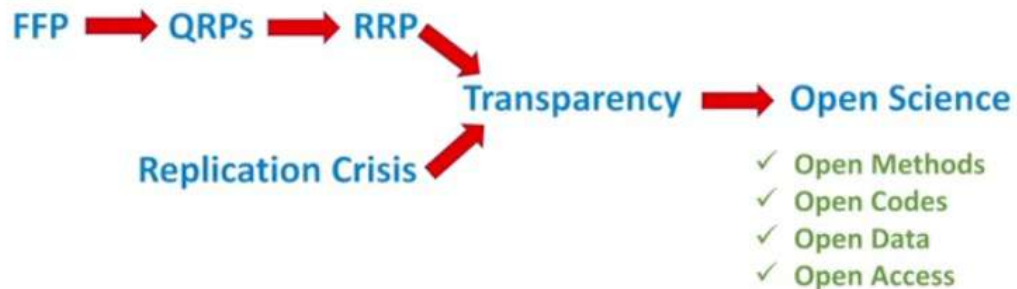 FFP QRPs RRP
Transparency Open Science
Replication Crisis
✓ Open Methods
✓ Open Codes
✓ Open Data
✓ Open Access